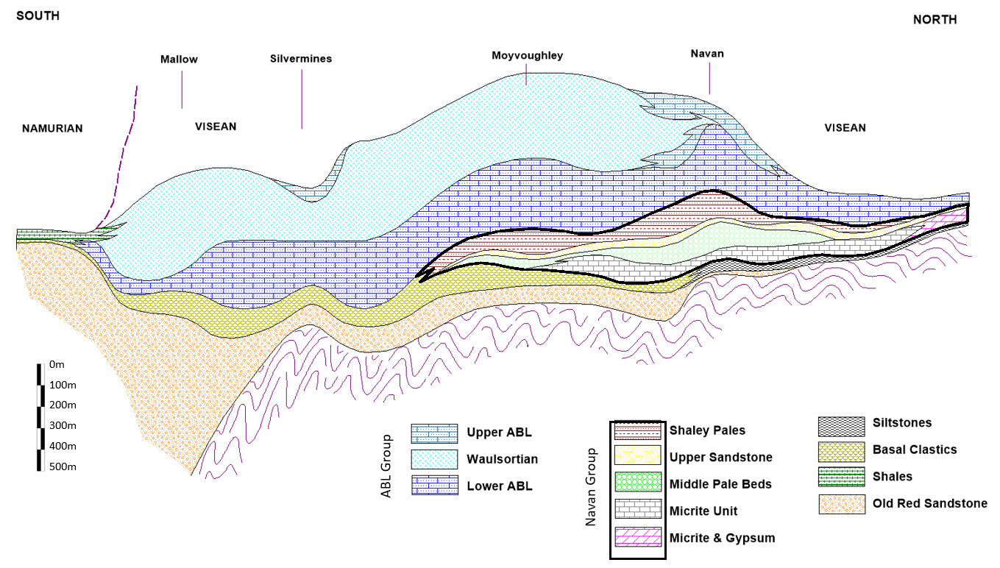 SOUTH
NORTH
Mallow
Silvermines
Moyvoughley
Navan
NAMURIAN
VISEAN
VISEAN
0m
100m
200m
300m
400m
500m
ABL Group
Upper ABL
Waulsortian
Lower ABL
Navan Group
Shaley Pales
Upper Sandstone
Middle Pale Beds
Micrite Unit
Micrite & Gypsum
Siltstones
Basal Clastics
Shales
Old Red Sandstone